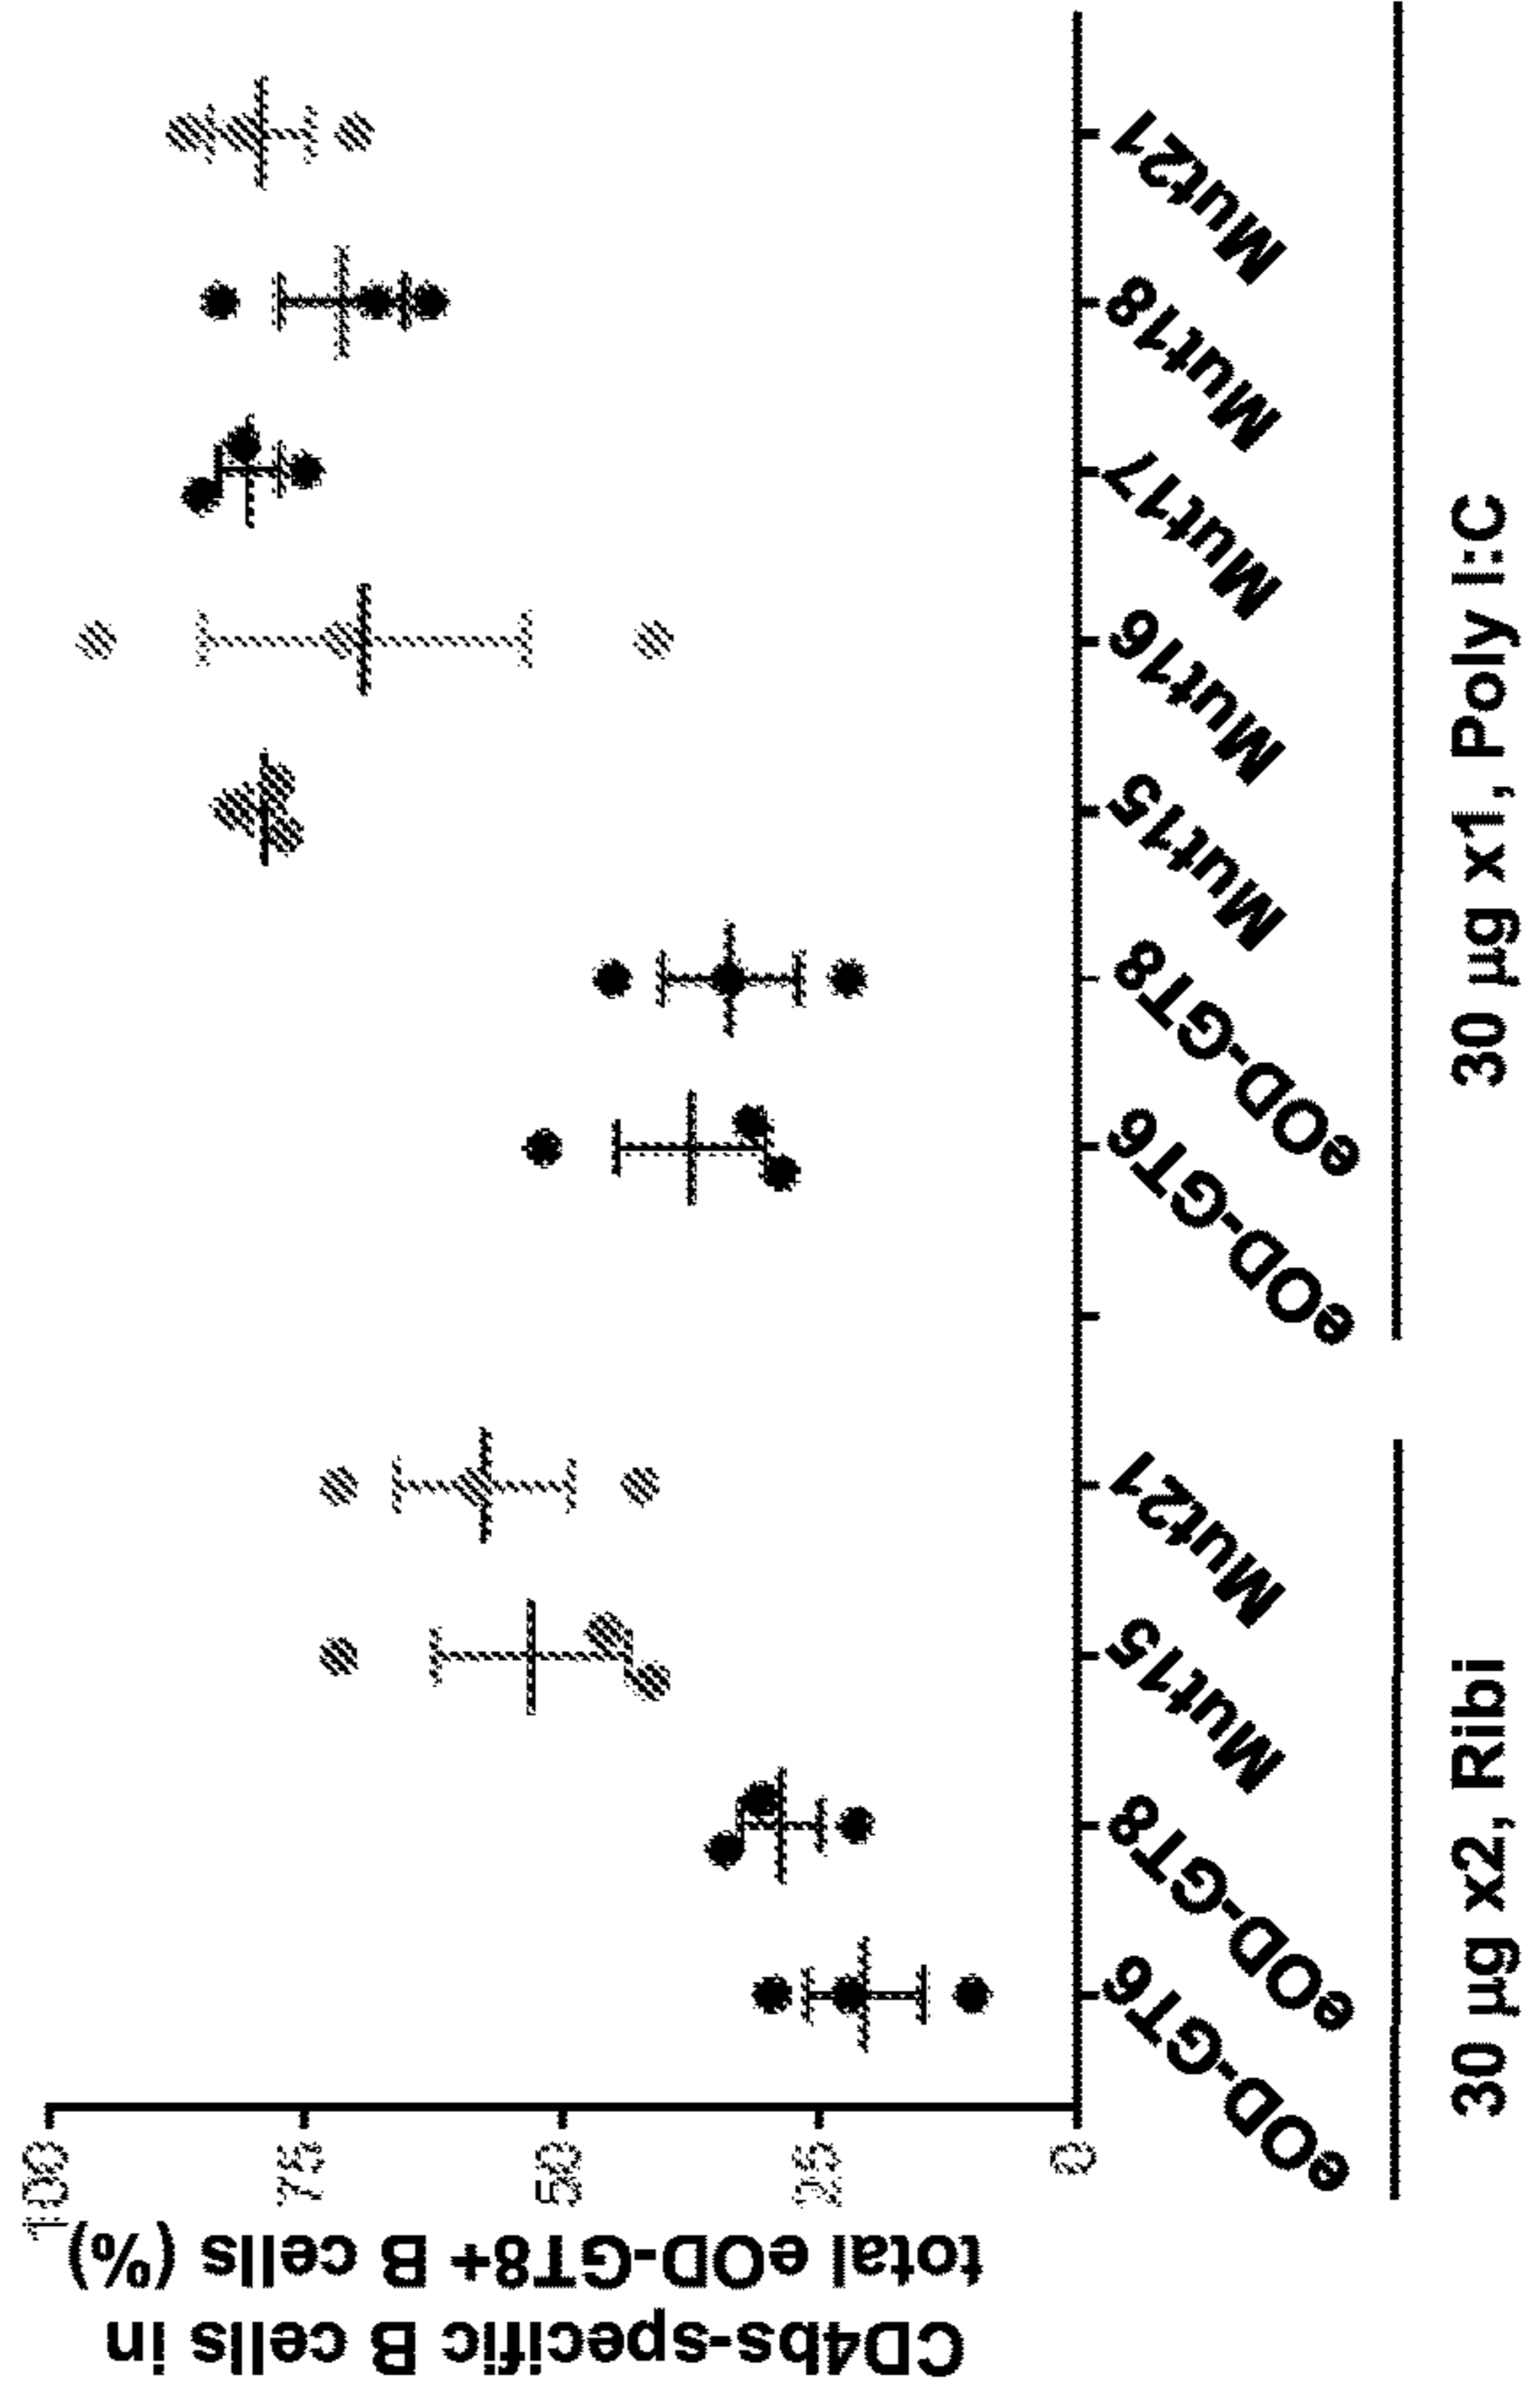 CD4bs-specific B cells in
total eOD-GT8+ B cells (%)
100
75
50
25
0
eOD-GT6
eOD-GT8
Mut15
Mut21
eOD-GT6
eOD-GT8
Mut15
Mut16
Mut17
Mut18
Mut21
30 µg x2, Ribi
30 µg x1, Poly I:C